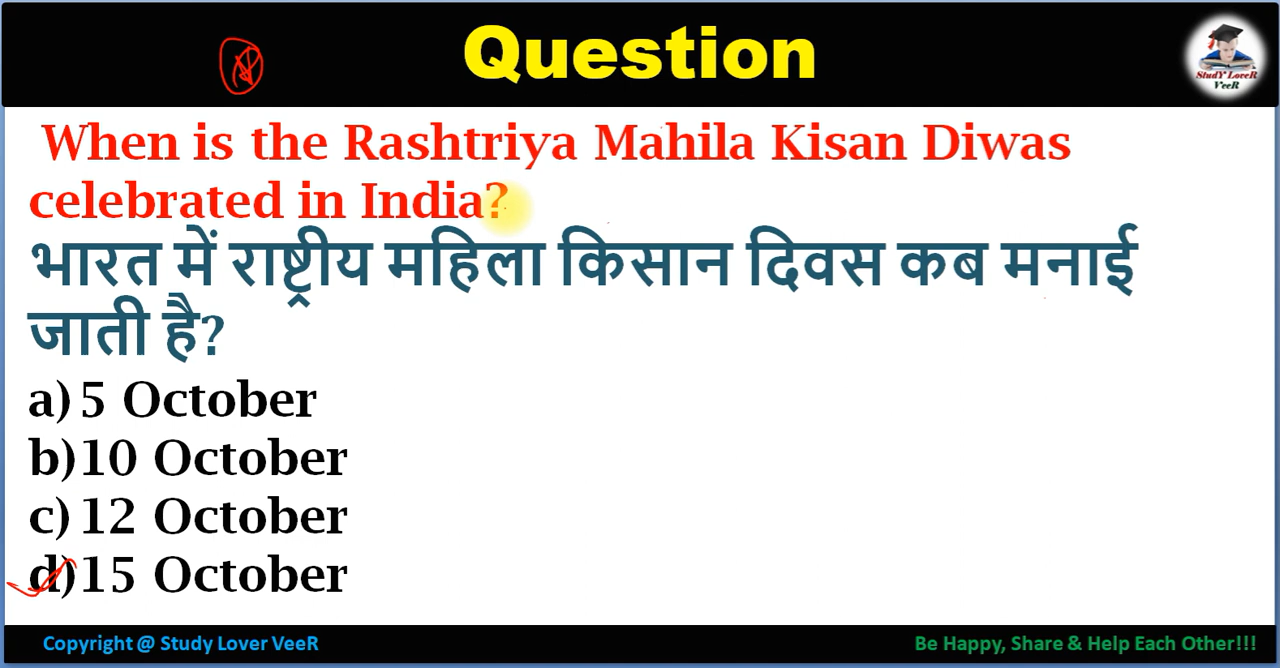 Question
StudY LoveR
VeeR
When is the Rashtriya Mahila Kisan Diwas
celebrated in India?
भारत में राष्ट्रीय महिला किसान दिवस कब मनाई
जाती है?
a) 5 October
b) 10 October
c) 12 October
d) 15 October
Copyright @ Study Lover VeeR
Be Happy, Share & Help Each Other!!!